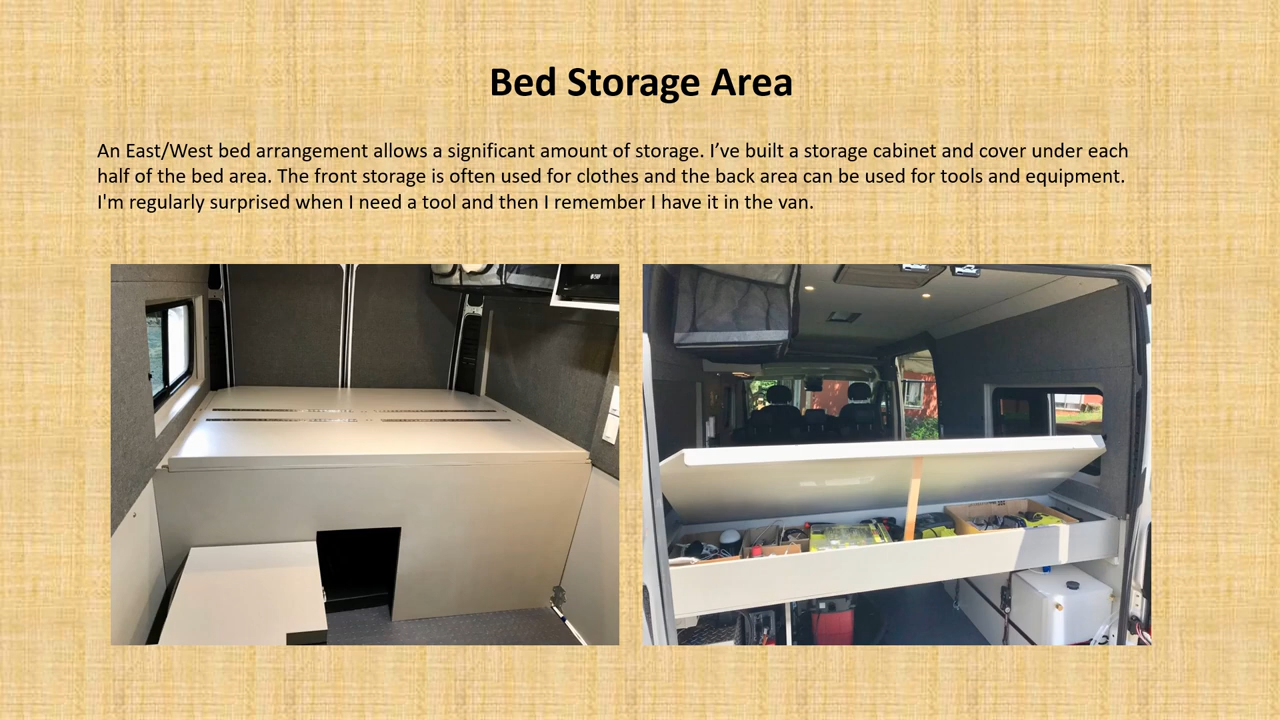 Bed Storage Area
An East/West bed arrangement allows a significant amount of storage. I’ve built a storage cabinet and cover under each
half of the bed area. The front storage is often used for clothes and the back area can be used for tools and equipment.
I'm regularly surprised when I need a tool and then I remember I have it in the van.